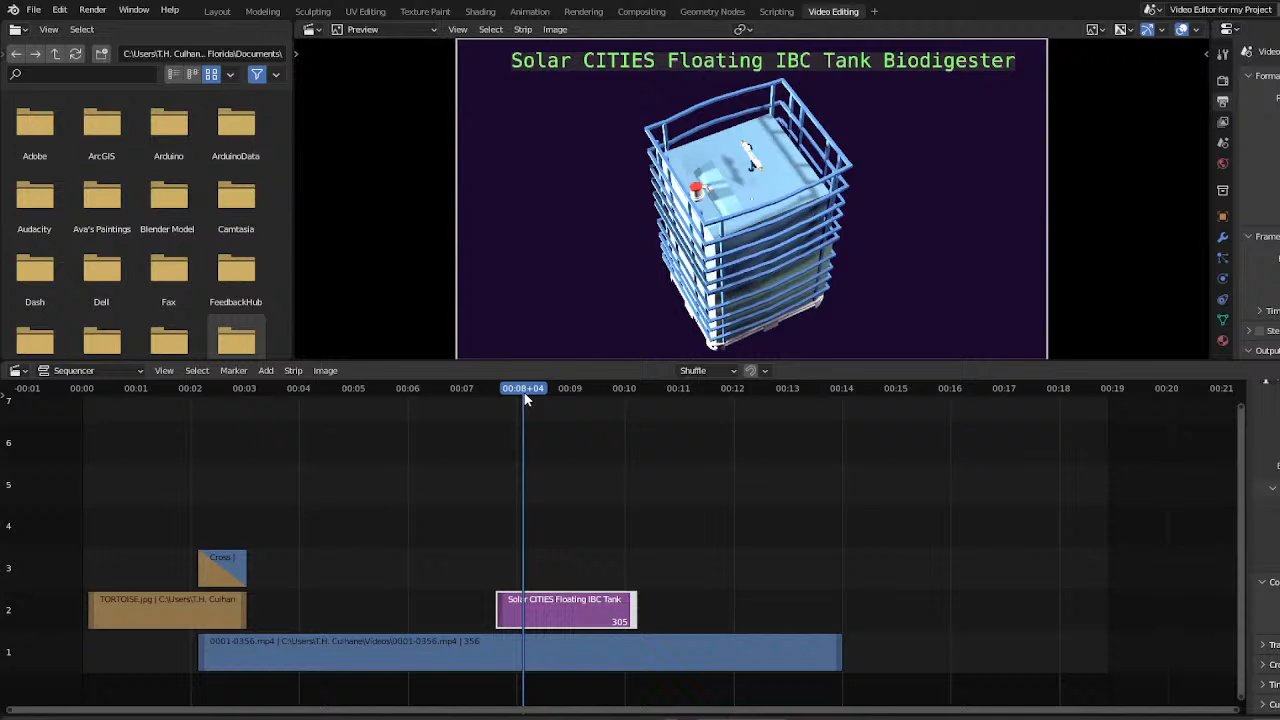 File Edit Render Window Help Layout Modeling Sculpting UV Editing Texture Paint Shading Animation Rendering Compositing Geometry Nodes Scripting Video Editing + Video Editor for my Project
View Select Preview View Select Strip Image
C:\Users\T.H. Culhan... Florida\Documents\
Solar CITIES Floating IBC Tank Biodigester
Adobe ArcGIS Arduino ArduinoData
Audacity Ava's Paintings Blender Model Camtasia
Dash Dell Fax FeedbackHub
Sequencer View Select Marker Add Strip Image Shuffle
-00:01 00:00 00:01 00:02 00:03 00:04 00:05 00:06 00:07 00:08+04 00:09 00:10 00:11 00:12 00:13 00:14 00:15 00:16 00:17 00:18 00:19 00:20 00:21
7
6
5
4
3 Cross |
2 TORTOISE.jpg | C:\Users\T.H. Culhan Solar CITIES Floating IBC Tank
305
1 0001-0356.mp4 | C:\Users\T.H. Culhane\Videos\0001-0356.mp4 | 356